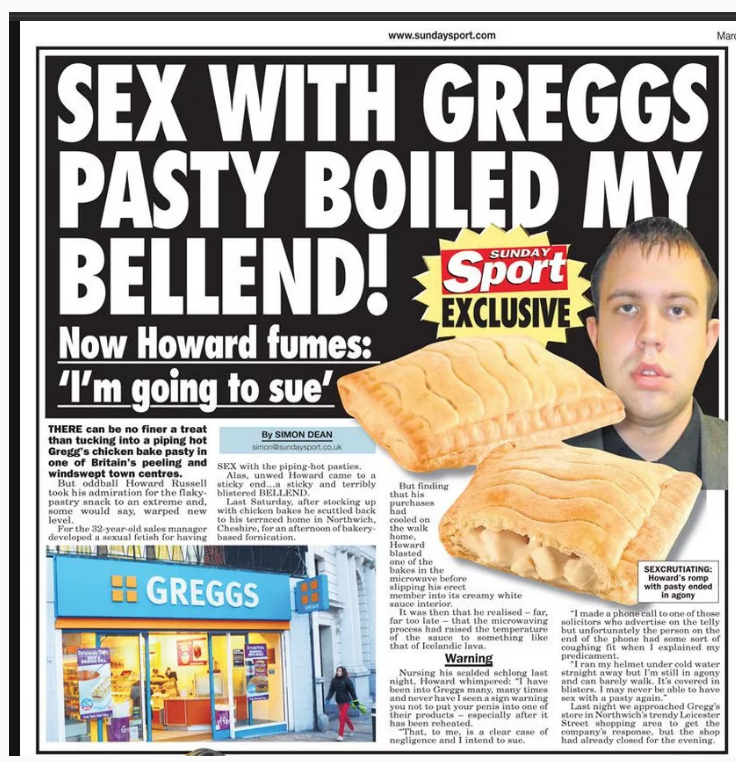 www.sundaysport.com
SEX WITH GREGGS
PASTY BOILED MY
BELLEND!
SUNDAY
Sport
EXCLUSIVE
Now Howard fumes:
'I'm going to sue'
THERE can be no finer a treat
than tucking into a piping hot
Gregg's chicken bake pasty in
one of Britain's peeling and
windswept town centres.
But oddball Howard Russell
took his admiration for the flaky-
pastry snack to an extreme and,
some would say, warped new
level.
For the 32-year-old sales manager
developed a sexual fetish for having
By SIMON DEAN
simon@sundaysport.co.uk
SEX with the piping-hot pasties.
Alas, unwed Howard came to a
sticky end...a sticky and terribly
blistered BELLEND.
Last Saturday, after stocking up
with chicken bakes he scuttled back
to his terraced home in Northwich,
Cheshire, for an afternoon of bakery-
based fornication.
GREGGS
But finding
that his
purchases
had
cooled on
the walk
home,
Howard
blasted
one of the
bakes in the
microwave before
slipping his erect
member into its creamy white
sauce interior.
It was then that he realised – far,
far too late – that the microwaving
process had raised the temperature
of the sauce to something like
that of Icelandic lava.
Warning
Nursing his scalded schlong last
night, Howard whimpered: "I have
been into Greggs many, many times
and never have I seen a sign warning
you not to put your penis into one of
their products – especially after it
has been reheated.
"That, to me, is a clear case of
negligence and I intend to sue.
SEXCRUTIATING:
Howard's romp
with pasty ended
in agony
"I made a phone call to one of those
solicitors who advertise on the telly
but unfortunately the person on the
end of the phone had some sort of
coughing fit when I explained my
predicament.
"I ran my helmet under cold water
straight away but I'm still in agony
and can barely walk. It's covered in
blisters. I may never be able to have
sex with a pasty again."
Last night we approached Gregg's
store in Northwich's trendy Leicester
Street shopping area to get the
company's response, but the shop
had already closed for the evening.